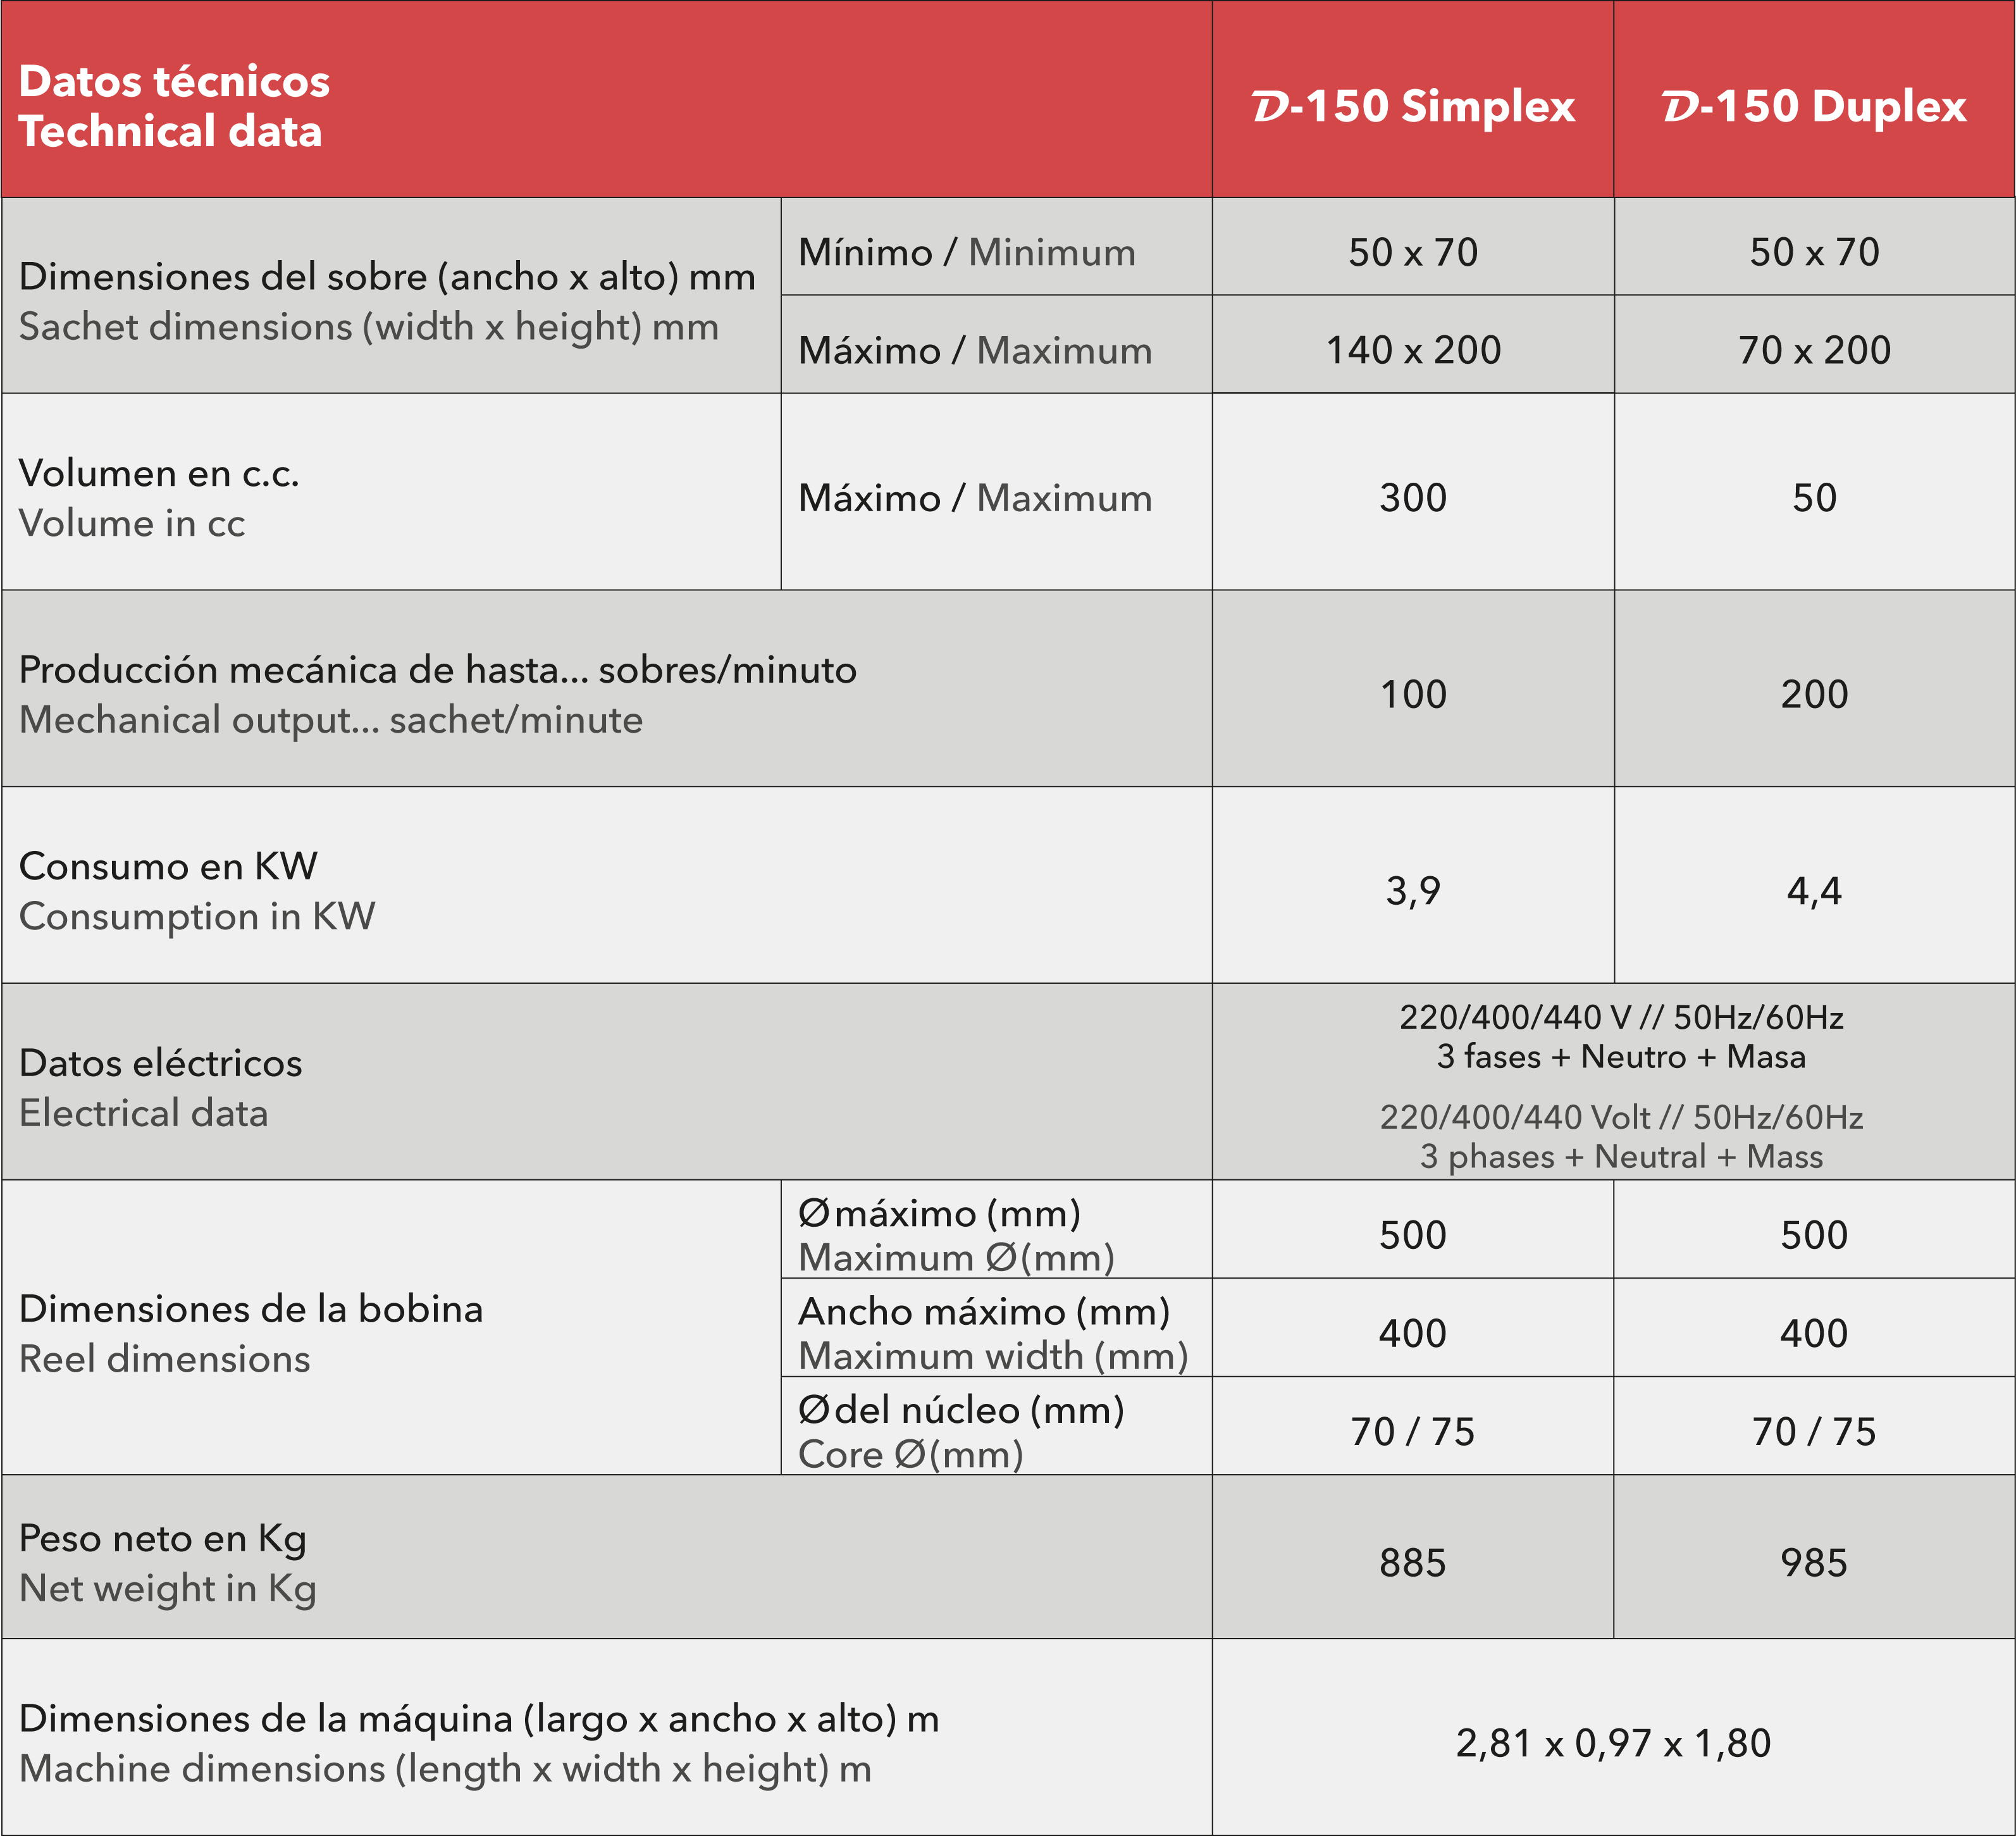 Datos técnicos
Technical data
D-150 Simplex
D-150 Duplex
Dimensiones del sobre (ancho x alto) mm
Sachet dimensions (width x height) mm
Mínimo / Minimum
50 x 70
50 x 70
Máximo / Maximum
140 x 200
70 x 200
Volumen en c.c.
Volume in cc
Máximo / Maximum
300
50
Producción mecánica de hasta... sobres/minuto
Mechanical output... sachet/minute
100
200
Consumo en KW
Consumption in KW
3,9
4,4
Datos eléctricos
Electrical data
220/400/440 V // 50Hz/60Hz
3 fases + Neutro + Masa
220/400/440 Volt // 50Hz/60Hz
3 phases + Neutral + Mass
Dimensiones de la bobina
Reel dimensions
Ø máximo (mm)
Maximum Ø (mm)
500
500
Ancho máximo (mm)
Maximum width (mm)
400
400
Ø del núcleo (mm)
Core Ø (mm)
70 / 75
70 / 75
Peso neto en Kg
Net weight in Kg
885
985
Dimensiones de la máquina (largo x ancho x alto) m
Machine dimensions (length x width x height) m
2,81 x 0,97 x 1,80